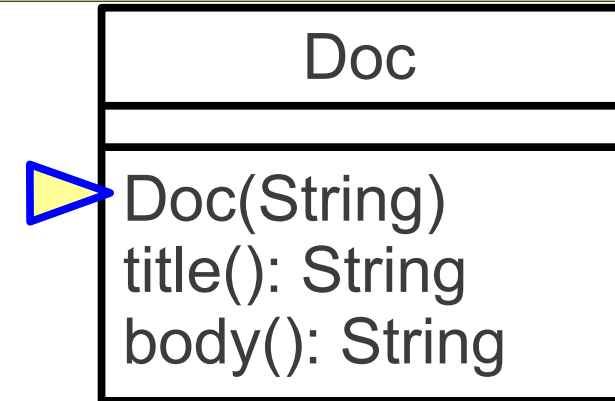 Doc
Doc(String)
title(): String
body(): String